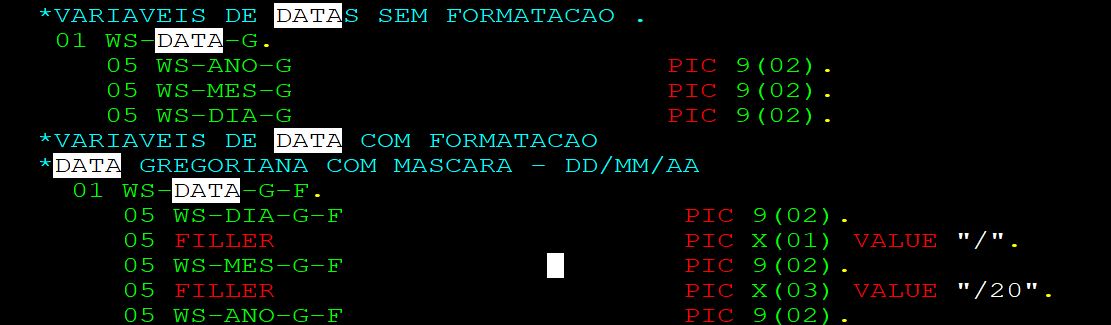 *VARIAVEIS DE DATAS SEM FORMATACAO .
01 WS-DATA-G.
05 WS-ANO-G PIC 9(02).
05 WS-MES-G PIC 9(02).
05 WS-DIA-G PIC 9(02).
*VARIAVEIS DE DATA COM FORMATACAO
*DATA GREGORIANA COM MASCARA - DD/MM/AA
01 WS-DATA-G-F.
05 WS-DIA-G-F PIC 9(02).
05 FILLER PIC X(01) VALUE "/".
05 WS-MES-G-F PIC 9(02).
05 FILLER PIC X(03) VALUE "/20".
05 WS-ANO-G-F PIC 9(02).